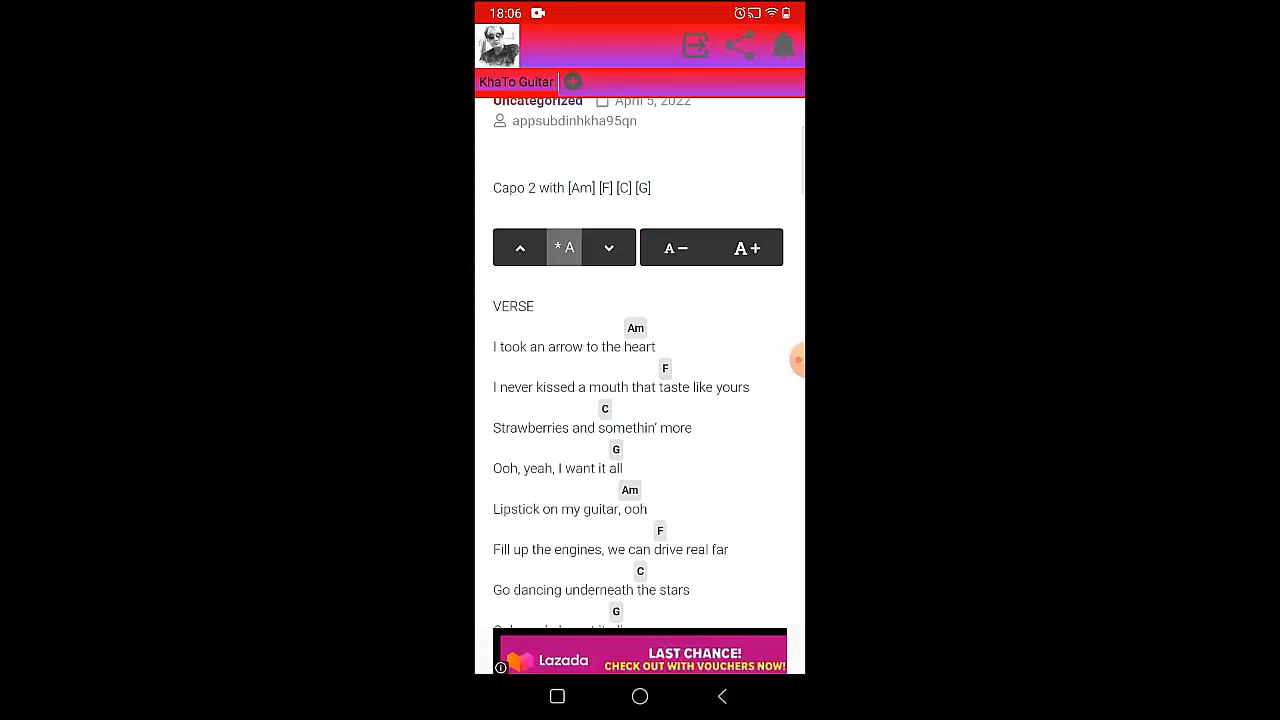 18:06
KhaTo Guitar
Uncategorized April 5, 2022
appsubdinhkha95qn
Capo 2 with [Am] [F] [C] [G]
* A
A−
A+
VERSE
Am
I took an arrow to the heart
F
I never kissed a mouth that taste like yours
C
Strawberries and somethin' more
G
Ooh, yeah, I want it all
Am
Lipstick on my guitar, ooh
F
Fill up the engines, we can drive real far
C
Go dancing underneath the stars
G
Lazada
LAST CHANCE!
CHECK OUT WITH VOUCHERS NOW!